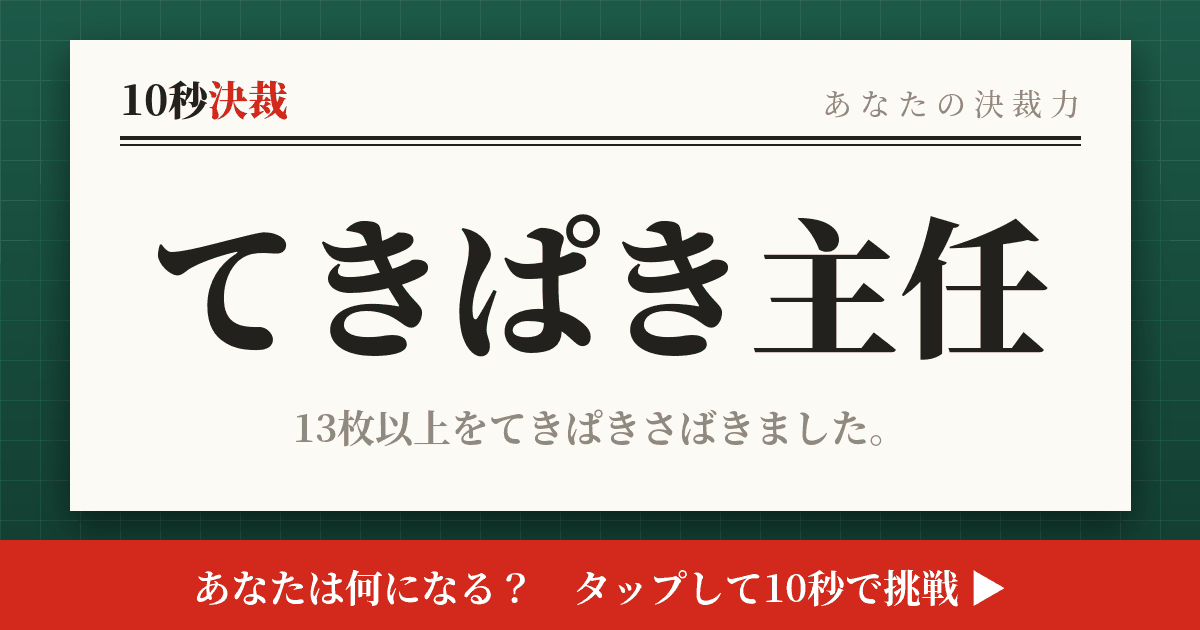 10秒決裁
あなたの決裁力
てきぱき主任
13枚以上をてきぱきさばきました。
あなたは何になる？　タップして10秒で挑戦 ▶